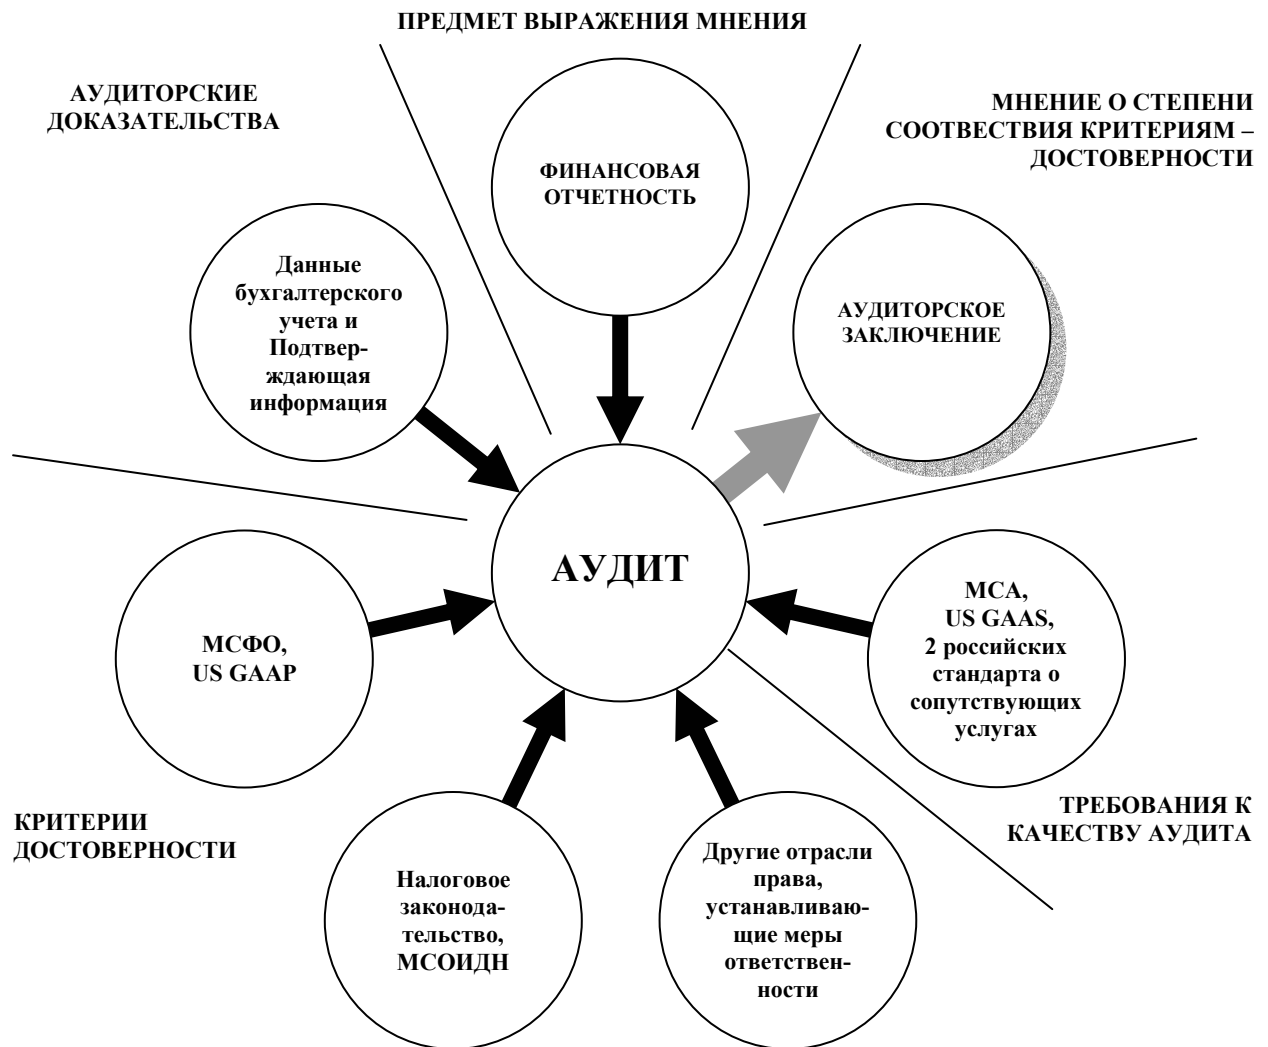 ПРЕДМЕТ ВЫРАЖЕНИЯ МНЕНИЯ
АУДИТОРСКИЕ
ДОКАЗАТЕЛЬСТВА
МНЕНИЕ О СТЕПЕНИ
СООТВЕСТВИЯ КРИТЕРИЯМ –
ДОСТОВЕРНОСТИ
ФИНАНСОВАЯ
ОТЧЕТНОСТЬ
Данные
бухгалтерского
учета и
Подтвер-
ждающая
информация
АУДИТОРСКОЕ
ЗАКЛЮЧЕНИЕ
АУДИТ
МСФО,
US GAAP
МСА,
US GAAS,
2 российских
стандарта о
сопутствующих
услугах
КРИТЕРИИ
ДОСТОВЕРНОСТИ
ТРЕБОВАНИЯ К
КАЧЕСТВУ АУДИТА
Налоговое
законода-
тельство,
МСОИДН
Другие отрасли
права,
устанавливаю-
щие меры
ответствен-
ности